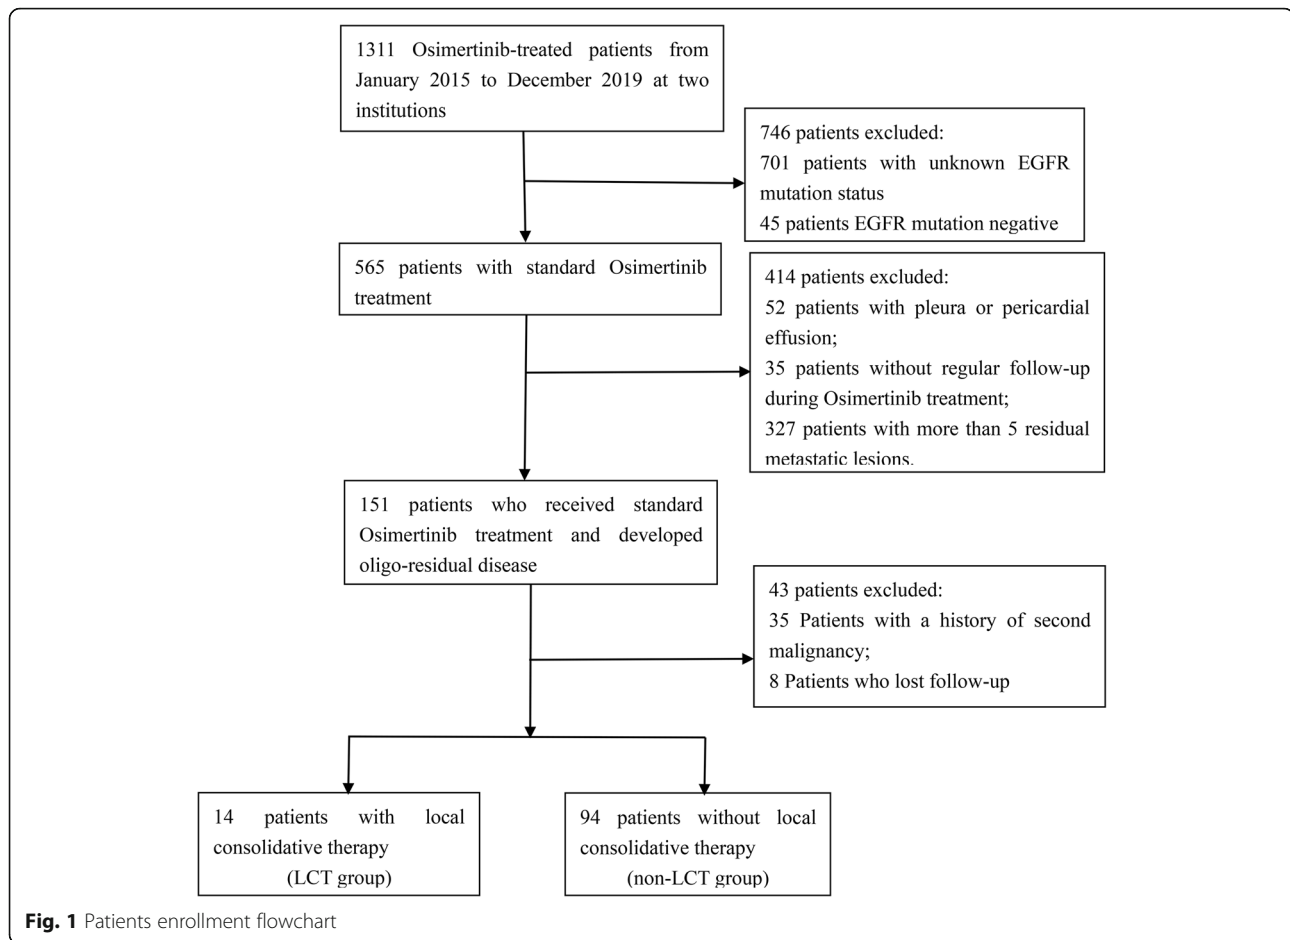 1311 Osimertinib-treated patients from
January 2015 to December 2019 at two
institutions
746 patients excluded:
701 patients with unknown EGFR
mutation status
45 patients EGFR mutation negative
565 patients with standard Osimertinib
treatment
414 patients excluded:
52 patients with pleura or pericardial
effusion;
35 patients without regular follow-up
during Osimertinib treatment;
327 patients with more than 5 residual
metastatic lesions.
151 patients who received standard
Osimertinib treatment and developed
oligo-residual disease
43 patients excluded:
35 Patients with a history of second
malignancy;
8 Patients who lost follow-up
14 patients with local
consolidative therapy
(LCT group)
94 patients without local
consolidative therapy
(non-LCT group)
Fig. 1 Patients enrollment flowchart